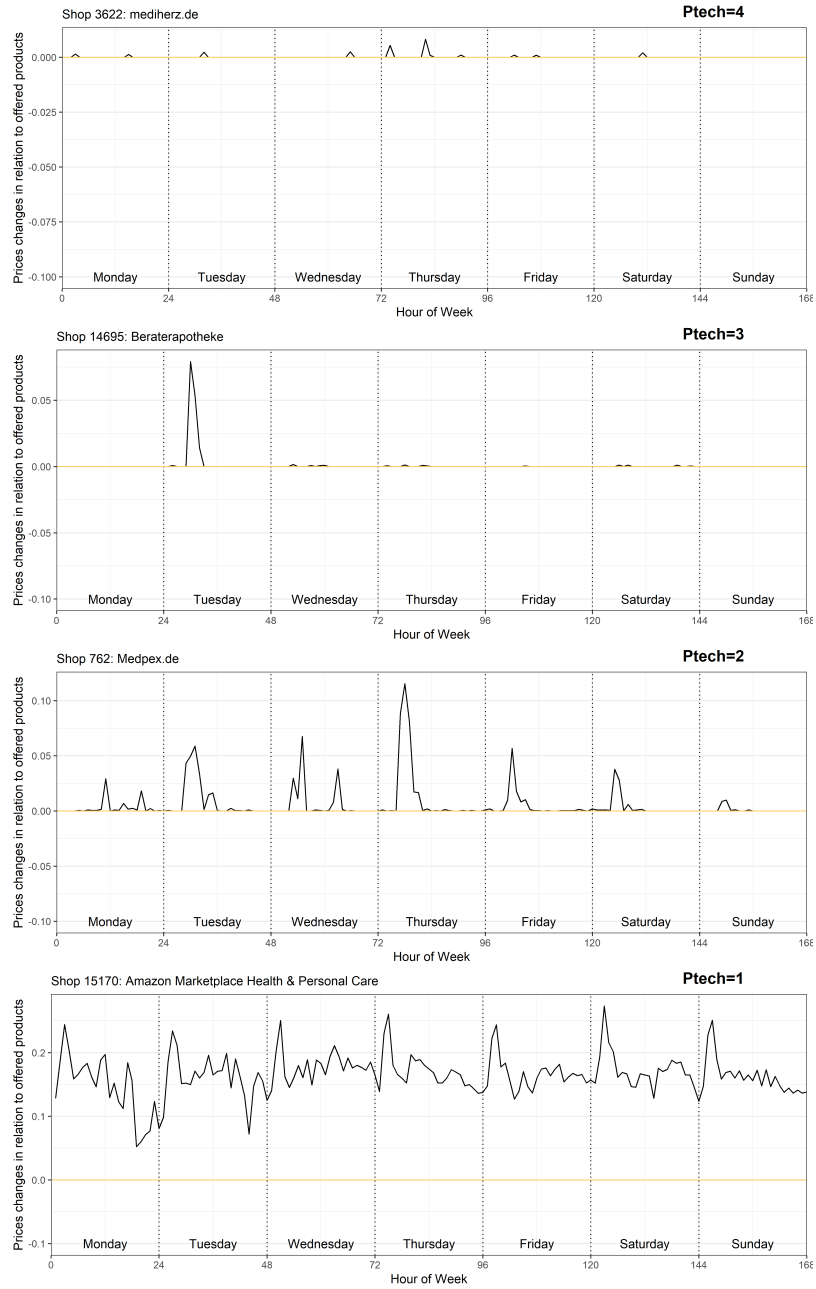 Shop 3622: mediherz.de Ptech=4
Prices changes in relation to offered products
0.000
-0.025
-0.050
-0.075
-0.100
Monday Tuesday Wednesday Thursday Friday Saturday Sunday
0 24 48 72 96 120 144 168
Hour of Week
Shop 14695: Beraterapotheke Ptech=3
Prices changes in relation to offered products
0.05
0.00
-0.05
-0.10
Monday Tuesday Wednesday Thursday Friday Saturday Sunday
0 24 48 72 96 120 144 168
Hour of Week
Shop 762: Medpex.de Ptech=2
Prices changes in relation to offered products
0.10
0.05
0.00
-0.05
-0.10
Monday Tuesday Wednesday Thursday Friday Saturday Sunday
0 24 48 72 96 120 144 168
Hour of Week
Shop 15170: Amazon Marketplace Health & Personal Care Ptech=1
Prices changes in relation to offered products
0.2
0.1
0.0
-0.1
Monday Tuesday Wednesday Thursday Friday Saturday Sunday
0 24 48 72 96 120 144 168
Hour of Week